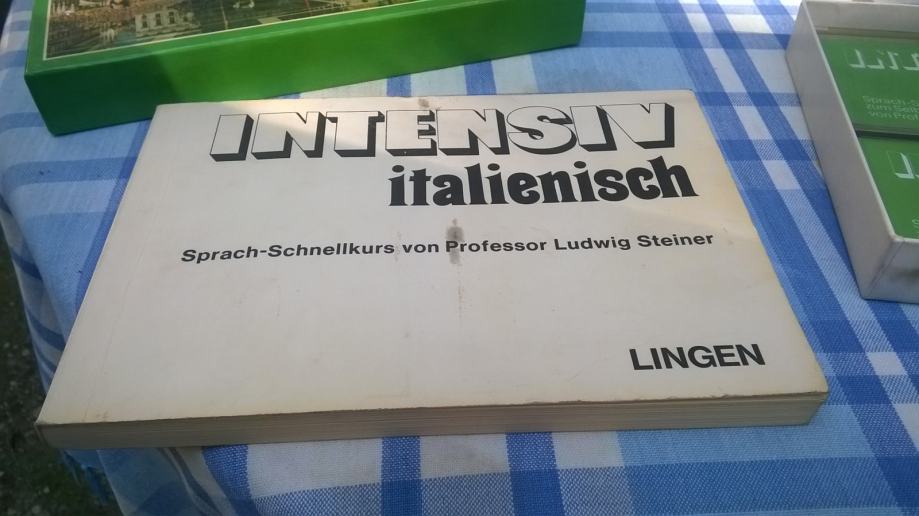 INTENSIV
italienisch
Sprach-Schnellkurs von Professor Ludwig Steiner
LINGEN